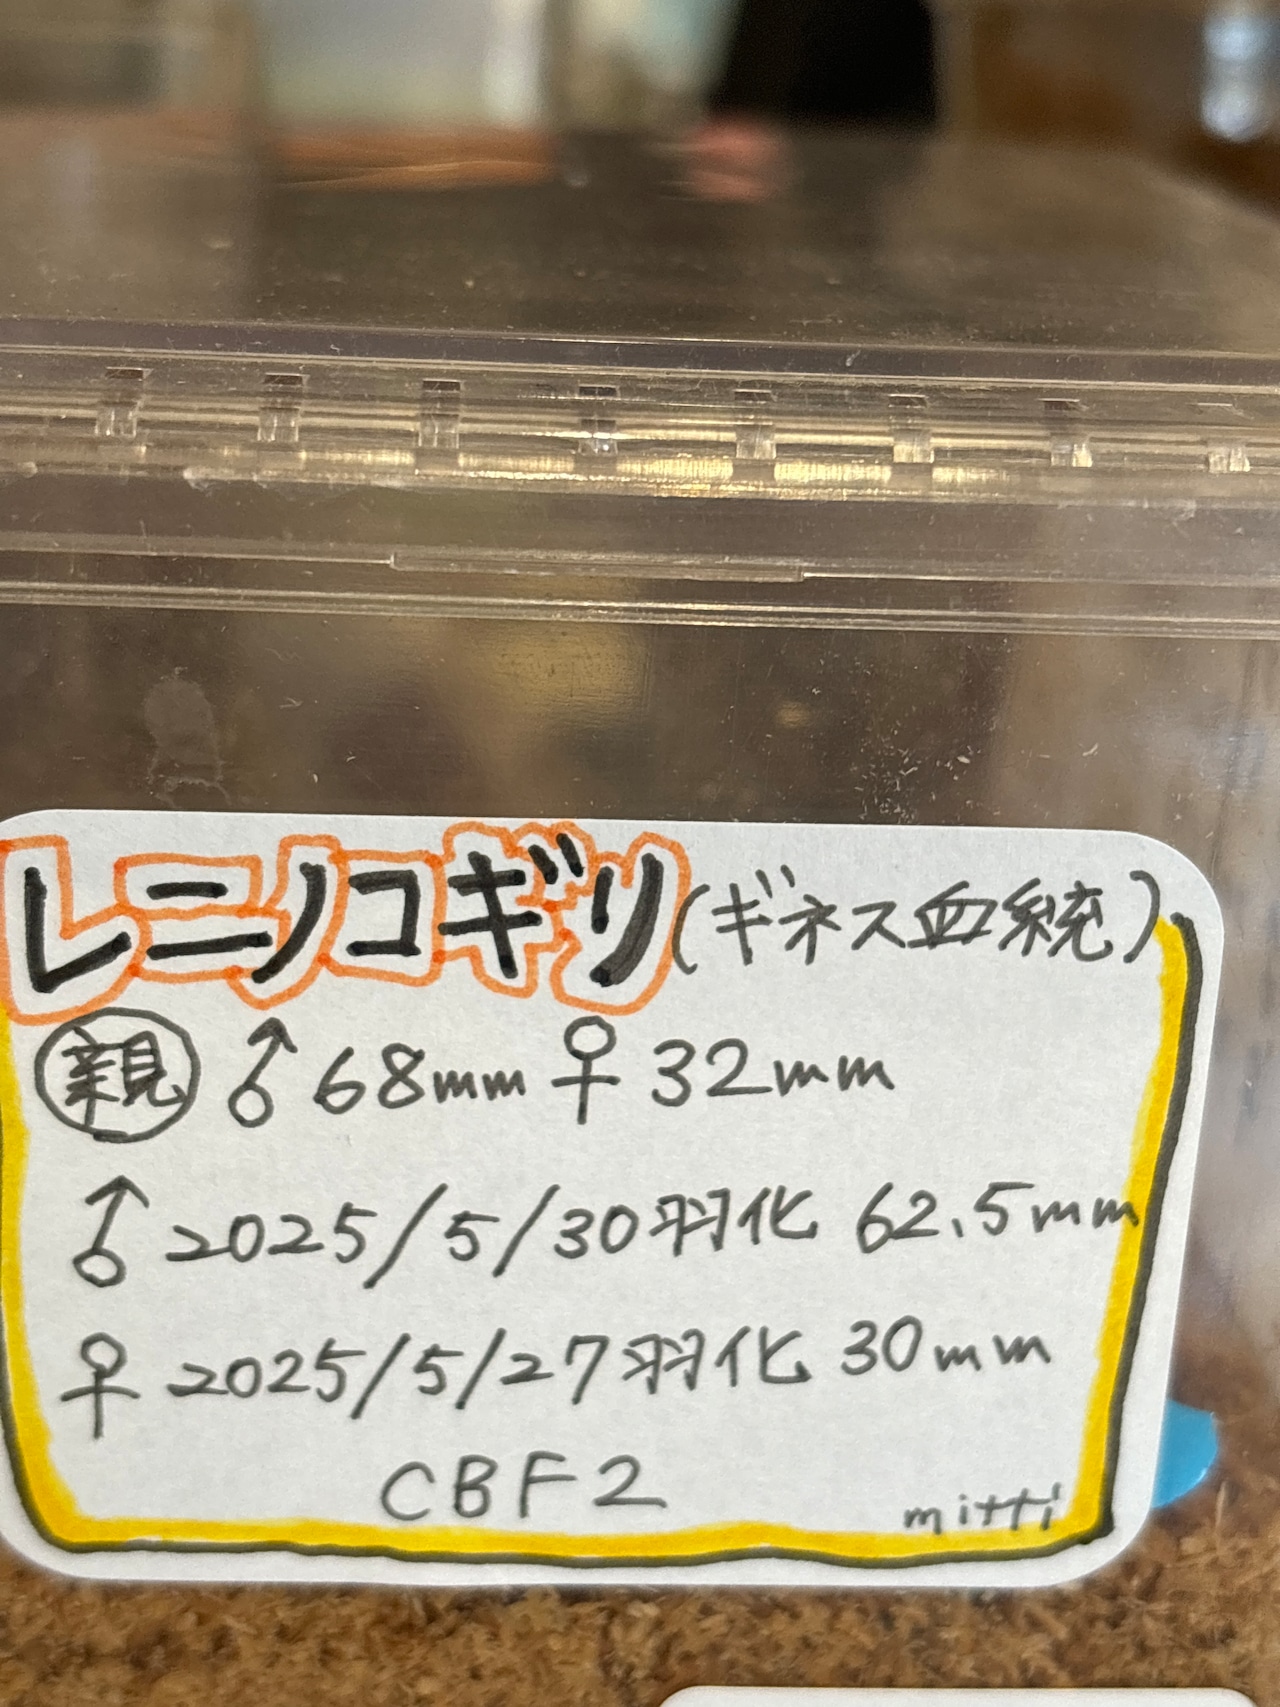 レニノコギリ(ギネス血統)
親 ♂68mm ♀32mm
♂2025/5/30羽化 62.5mm
♀2025/5/27羽化 30mm
CBF2
mitti